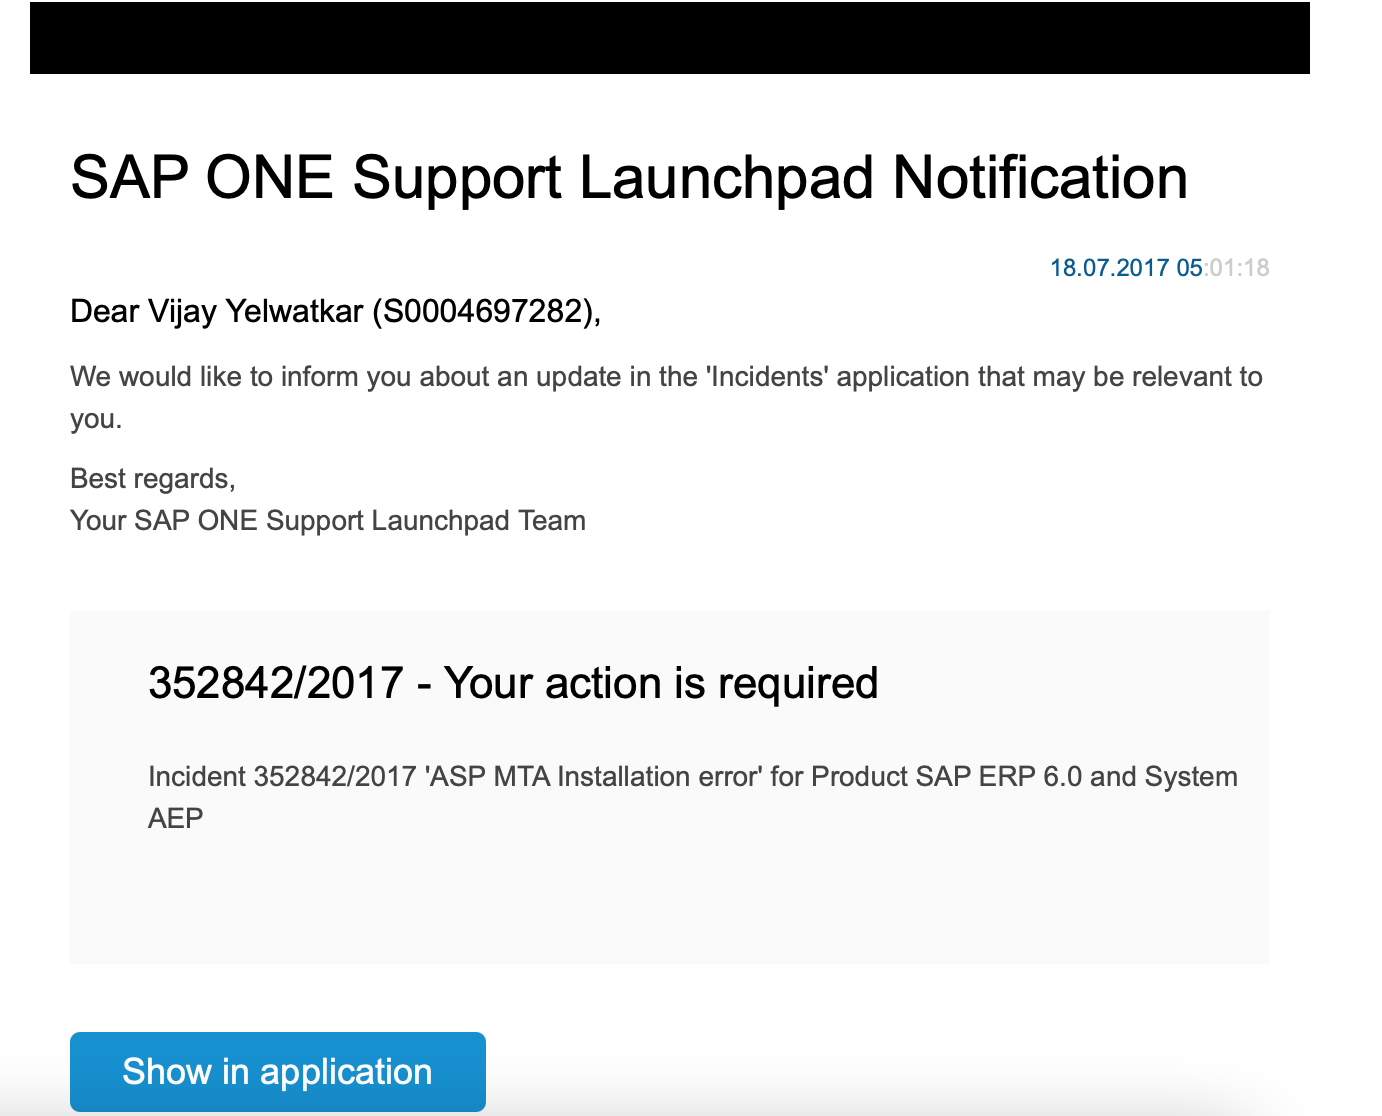 SAP ONE Support Launchpad Notification
18.07.2017 05:01:18
Dear Vijay Yelwatkar (S0004697282),
We would like to inform you about an update in the 'Incidents' application that may be relevant to
you.
Best regards,
Your SAP ONE Support Launchpad Team
352842/2017 - Your action is required
Incident 352842/2017 'ASP MTA Installation error' for Product SAP ERP 6.0 and System
AEP
Show in application